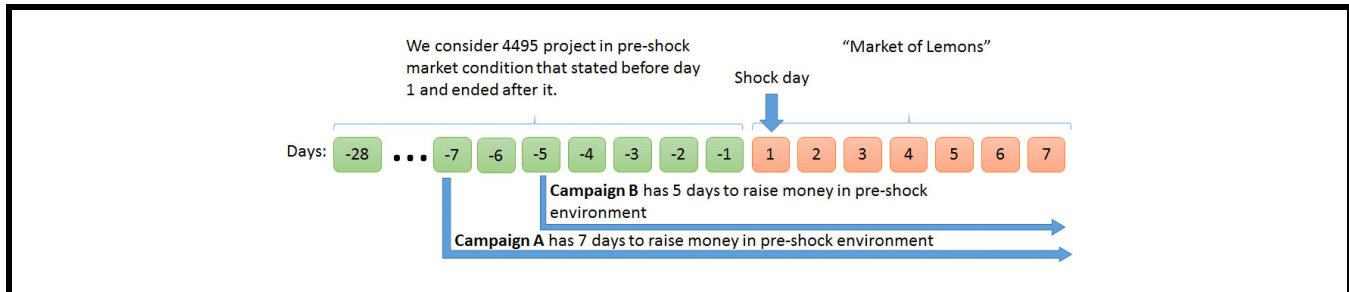 We consider 4495 project in pre-shock
market condition that stated before day
1 and ended after it.
“Market of Lemons”
Shock day
Days: -28 ... -7 -6 -5 -4 -3 -2 -1 1 2 3 4 5 6 7
Campaign B has 5 days to raise money in pre-shock
environment
Campaign A has 7 days to raise money in pre-shock environment